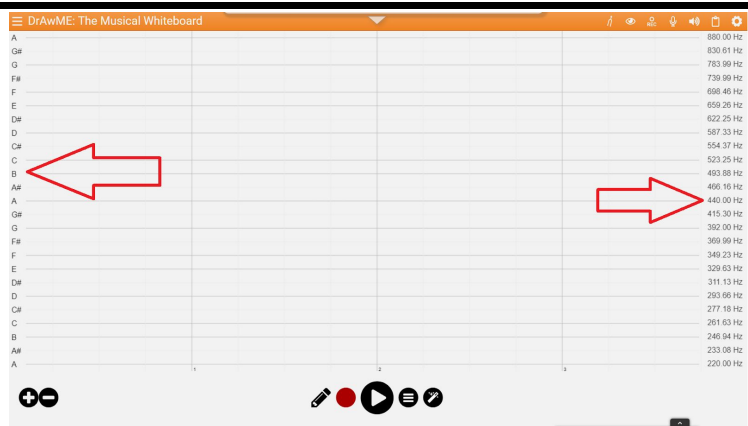 DrAwME: The Musical Whiteboard
REC
A 880.00 Hz
G# 830.61 Hz
G 783.99 Hz
F# 739.99 Hz
F 698.46 Hz
E 659.26 Hz
D# 622.25 Hz
D 587.33 Hz
C# 554.37 Hz
C 523.25 Hz
B 493.88 Hz
A# 466.16 Hz
A 440.00 Hz
G# 415.30 Hz
G 392.00 Hz
F# 369.99 Hz
F 349.23 Hz
E 329.63 Hz
D# 311.13 Hz
D 293.66 Hz
C# 277.18 Hz
C 261.63 Hz
B 246.94 Hz
A# 233.08 Hz
A 220.00 Hz
1 2 3